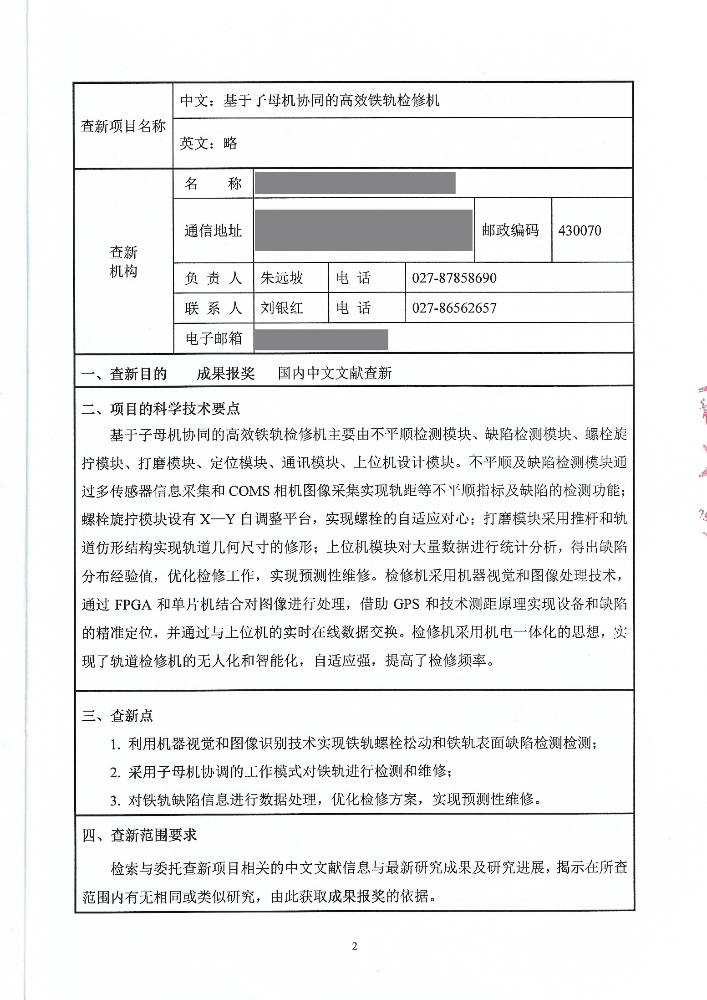 查新项目名称
中文：基于子母机协同的高效铁轨检修机
英文：略
查新
机构
名 称
通信地址
邮政编码 430070
负 责 人 朱远坡 电 话 027-87858690
联 系 人 刘银红 电 话 027-86562657
电子邮箱
一、查新目的 成果报奖 国内中文文献查新
二、项目的科学技术要点
基于子母机协同的高效铁轨检修机主要由不平顺检测模块、缺陷检测模块、螺栓旋
拧模块、打磨模块、定位模块、通讯模块、上位机设计模块。不平顺及缺陷检测模块通
过多传感器信息采集和 COMS 相机图像采集实现轨距等不平顺指标及缺陷的检测功能；
螺栓旋拧模块设有 X—Y 自调整平台，实现螺栓的自适应对心；打磨模块采用推杆和轨
道仿形结构实现轨道几何尺寸的修形；上位机模块对大量数据进行统计分析，得出缺陷
分布经验值，优化检修工作，实现预测性维修。检修机采用机器视觉和图像处理技术，
通过 FPGA 和单片机结合对图像进行处理，借助 GPS 和技术测距原理实现设备和缺陷
的精准定位，并通过与上位机的实时在线数据交换。检修机采用机电一体化的思想，实
现了轨道检修机的无人化和智能化，自适应强，提高了检修频率。
三、查新点
1. 利用机器视觉和图像识别技术实现铁轨螺栓松动和铁轨表面缺陷检测检测；
2. 采用子母机协调的工作模式对铁轨进行检测和维修；
3. 对铁轨缺陷信息进行数据处理，优化检修方案，实现预测性维修。
四、查新范围要求
检索与委托查新项目相关的中文文献信息与最新研究成果及研究进展，揭示在所查
范围内有无相同或类似研究，由此获取成果报奖的依据。
2